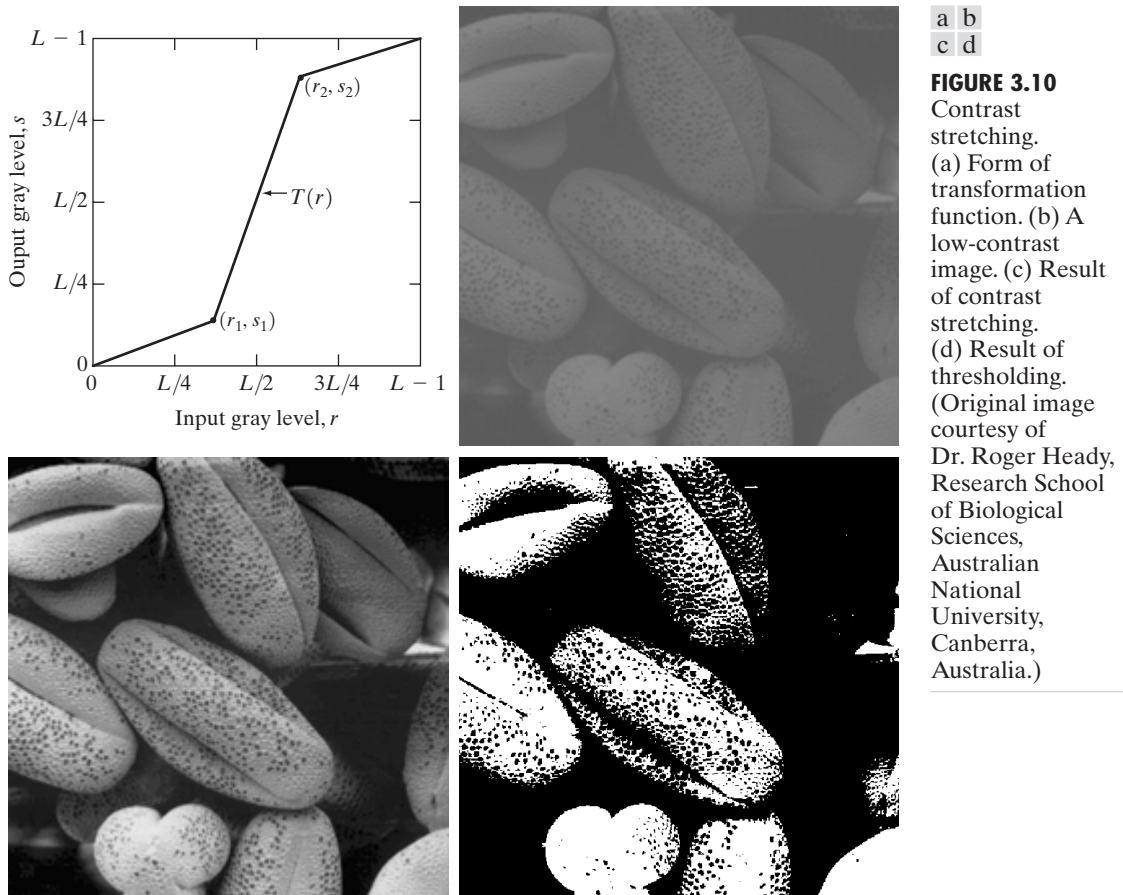 L − 1
3L/4
L/2
L/4
0
Ouput gray level, s
(r₂, s₂)
T(r)
(r₁, s₁)
0 L/4 L/2 3L/4 L − 1
Input gray level, r
a b
c d
FIGURE 3.10
Contrast
stretching.
(a) Form of
transformation
function. (b) A
low-contrast
image. (c) Result
of contrast
stretching.
(d) Result of
thresholding.
(Original image
courtesy of
Dr. Roger Heady,
Research School
of Biological
Sciences,
Australian
National
University,
Canberra,
Australia.)